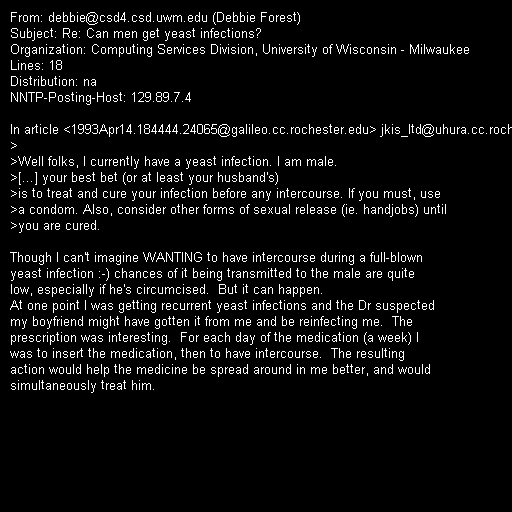 From: debbie@csd4.csd.uwm.edu (Debbie Forest)
Subject: Re: Can men get yeast infections?
Organization: Computing Services Division, University of Wisconsin - Milwaukee
Lines: 18
Distribution: na
NNTP-Posting-Host: 129.89.7.4

In article <1993Apr14.184444.24065@galileo.cc.rochester.edu> jkis_ltd@uhura.cc.roch
>
>Well folks, I currently have a yeast infection. I am male.
>[...] your best bet (or at least your husband's)
>is to treat and cure your infection before any intercourse. If you must, use
>a condom. Also, consider other forms of sexual release (ie. handjobs) until
>you are cured.

Though I can't imagine WANTING to have intercourse during a full-blown
yeast infection :-) chances of it being transmitted to the male are quite
low, especially if he's circumcised.  But it can happen.
At one point I was getting recurrent yeast infections and the Dr suspected
my boyfriend might have gotten it from me and be reinfecting me.  The
prescription was interesting.  For each day of the medication (a week) I
was to insert the medication, then to have intercourse.  The resulting
action would help the medicine be spread around in me better, and would
simultaneously treat him.